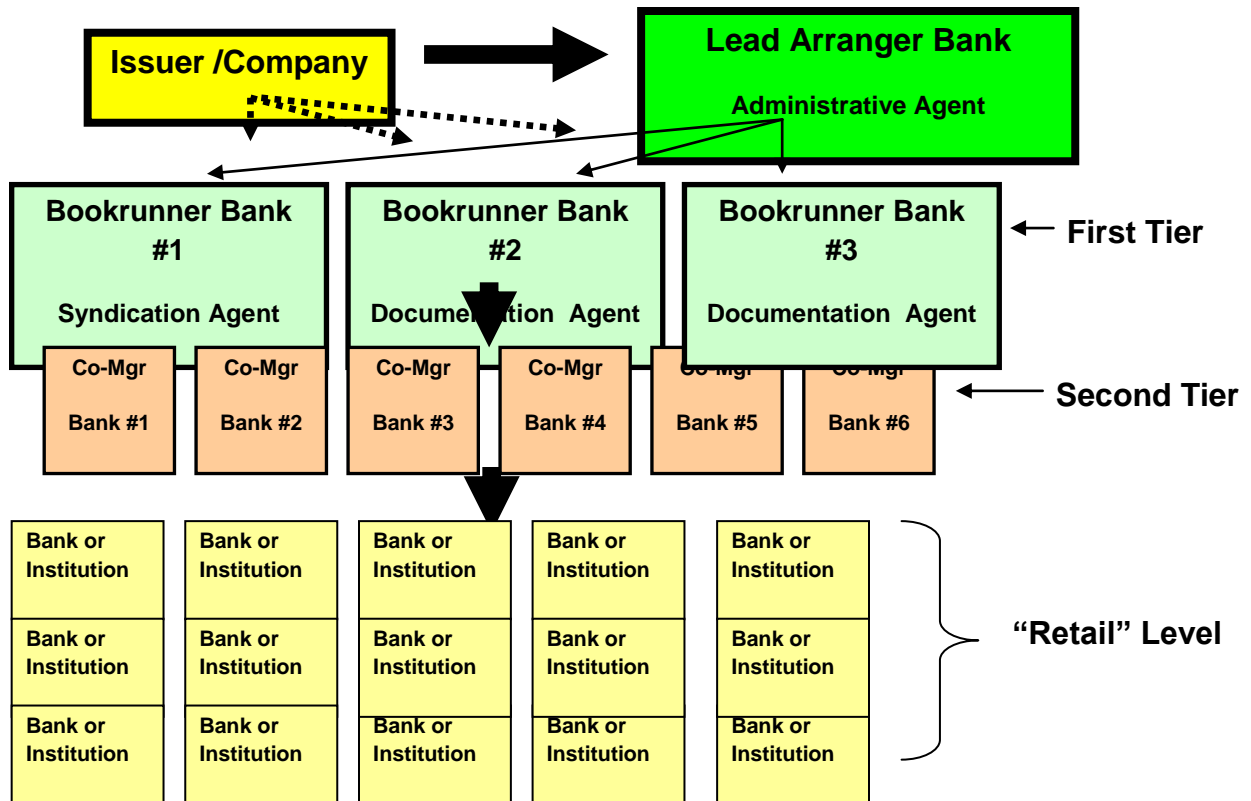 Issuer /Company
Lead Arranger Bank
Administrative Agent
Bookrunner Bank
#1
Syndication Agent
Bookrunner Bank
#2
Documentation Agent
Bookrunner Bank
#3
Documentation Agent
First Tier
Co-Mgr
Bank #1
Co-Mgr
Bank #2
Co-Mgr
Bank #3
Co-Mgr
Bank #4
Co-Mgr
Bank #5
Co-Mgr
Bank #6
Second Tier
Bank or
Institution
Bank or
Institution
Bank or
Institution
Bank or
Institution
Bank or
Institution
Bank or
Institution
Bank or
Institution
Bank or
Institution
Bank or
Institution
Bank or
Institution
“Retail” Level
Bank or
Institution
Bank or
Institution
Bank or
Institution
Bank or
Institution
Bank or
Institution